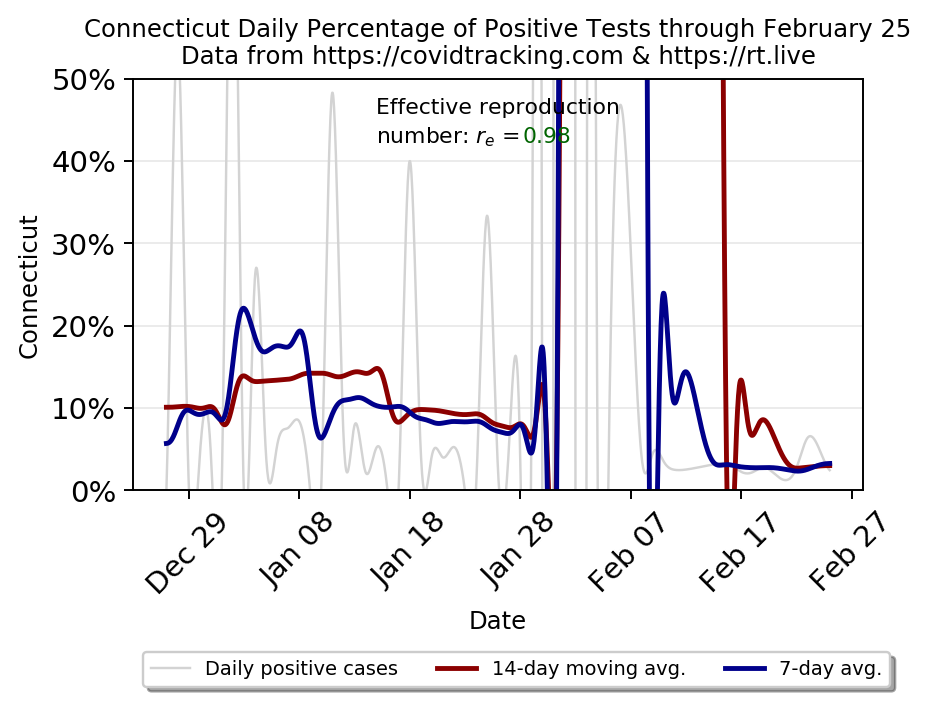 Connecticut Daily Percentage of Positive Tests through February 25
Data from https://covidtracking.com & https://rt.live
50%
40%
30%
20%
10%
0%
Connecticut
Effective reproduction
number: rₑ = 0.98
Dec 29
Jan 08
Jan 18
Jan 28
Feb 07
Feb 17
Feb 27
Date
Daily positive cases
14-day moving avg.
7-day avg.